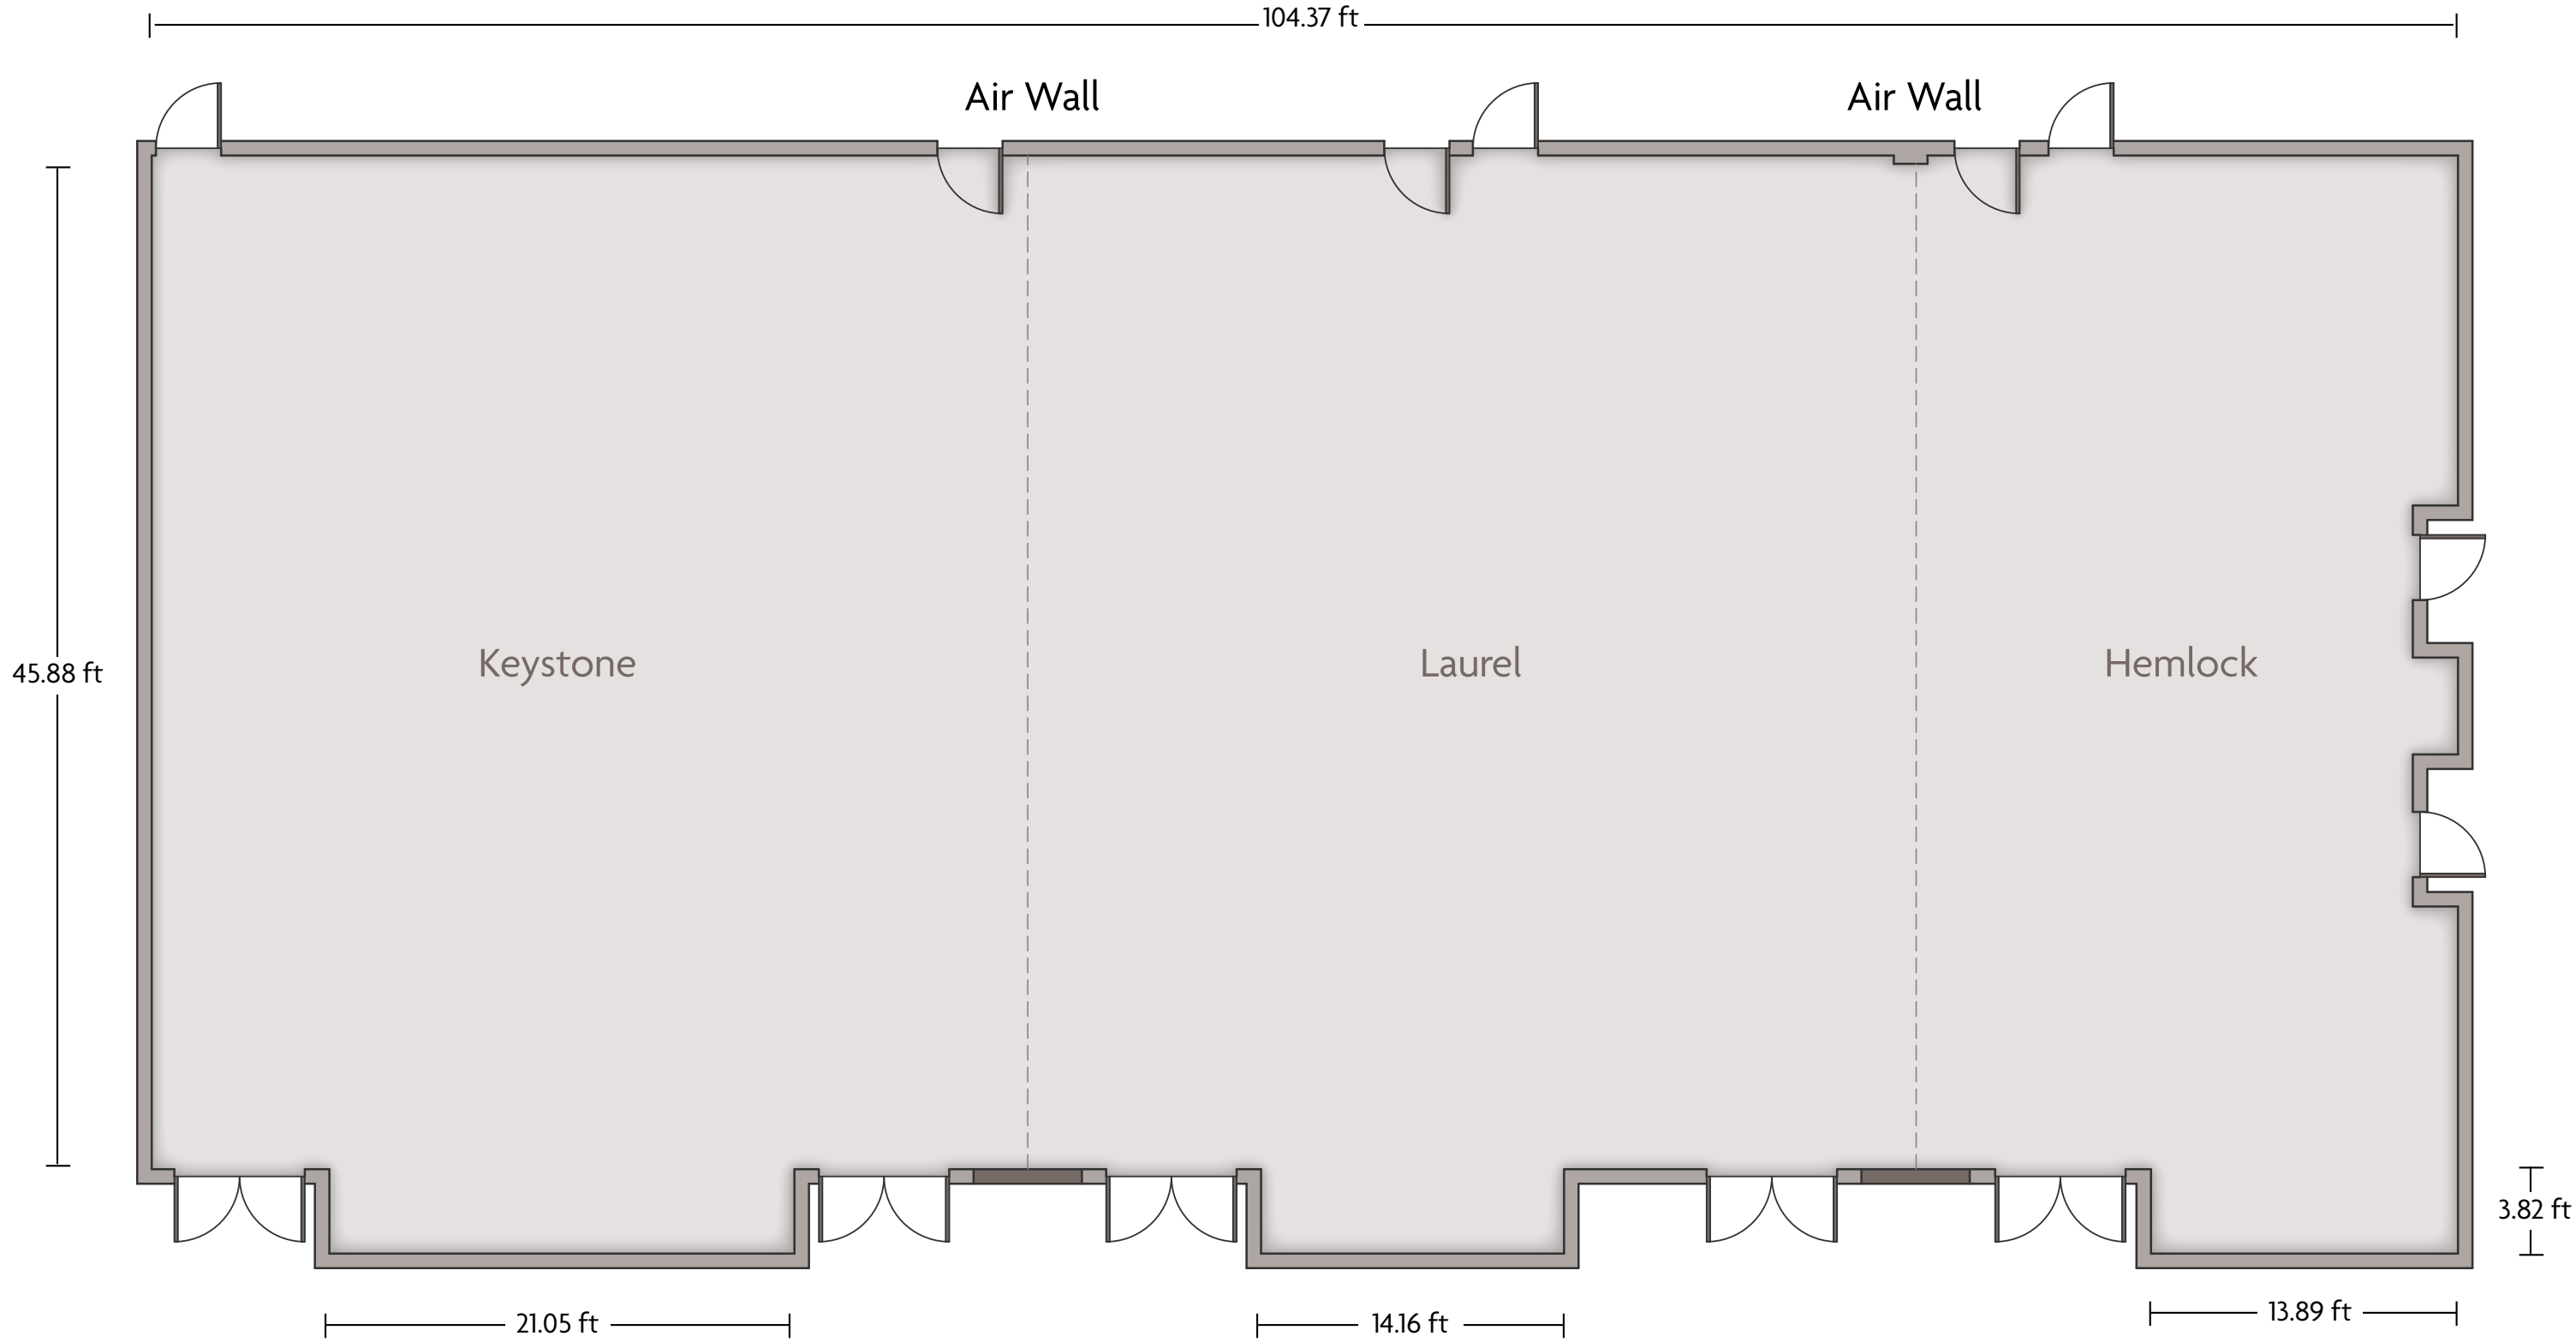 104.37 ft
Air Wall
Air Wall
45.88 ft
Keystone
Laurel
Hemlock
3.82 ft
21.05 ft
14.16 ft
13.89 ft